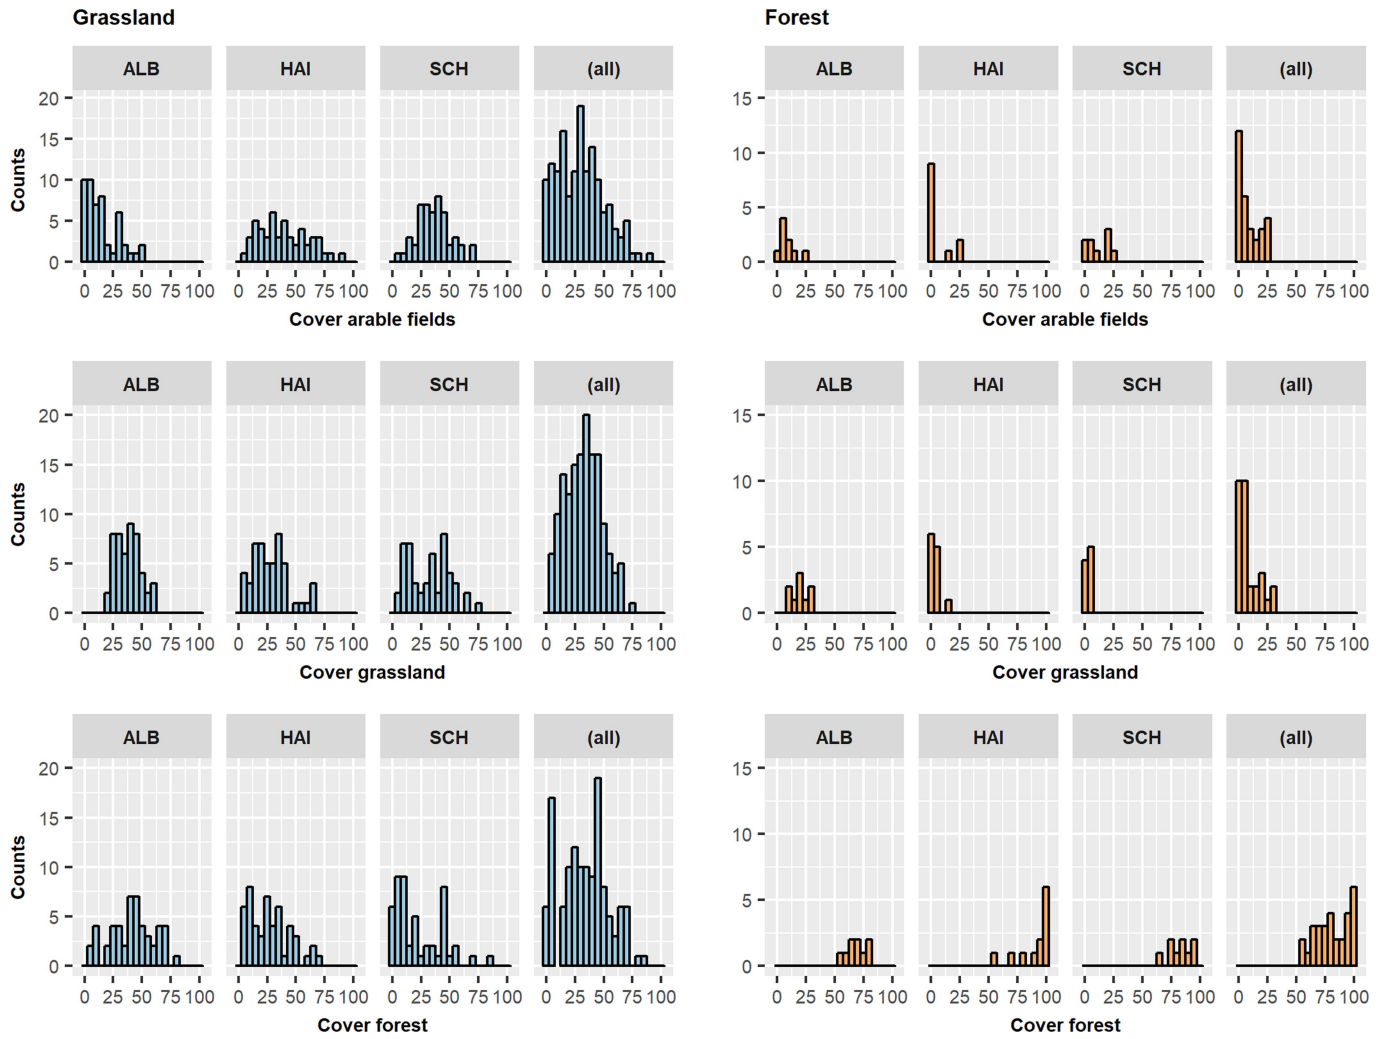 Grassland
Forest
ALB HAI SCH (all)
ALB HAI SCH (all)
Counts
20
15
10
5
0
0 25 50 75 100 0 25 50 75 100 0 25 50 75 100 0 25 50 75 100
Cover arable fields
15
10
5
0
0 25 50 75 100 0 25 50 75 100 0 25 50 75 100 0 25 50 75 100
Cover arable fields
ALB HAI SCH (all)
ALB HAI SCH (all)
Counts
20
15
10
5
0
0 25 50 75 100 0 25 50 75 100 0 25 50 75 100 0 25 50 75 100
Cover grassland
15
10
5
0
0 25 50 75 100 0 25 50 75 100 0 25 50 75 100 0 25 50 75 100
Cover grassland
ALB HAI SCH (all)
ALB HAI SCH (all)
Counts
20
15
10
5
0
0 25 50 75 100 0 25 50 75 100 0 25 50 75 100 0 25 50 75 100
Cover forest
15
10
5
0
0 25 50 75 100 0 25 50 75 100 0 25 50 75 100 0 25 50 75 100
Cover forest